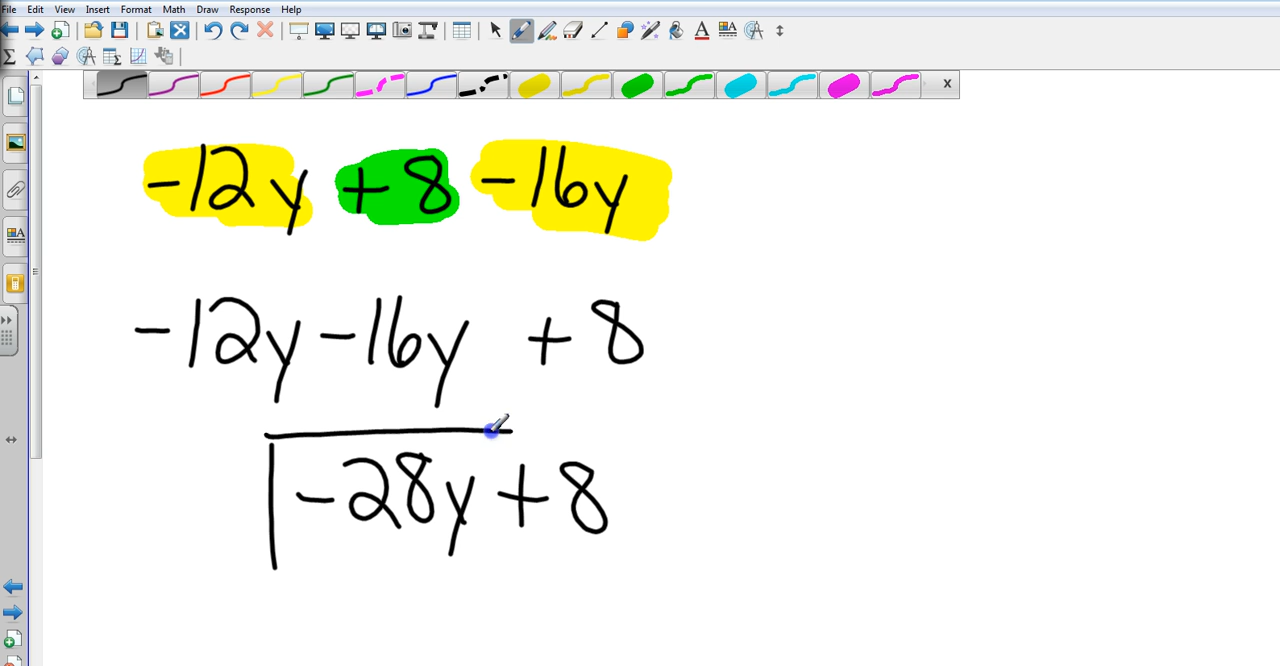 File Edit View Insert Format Math Draw Response Help
-12y +8 -16y
-12y -16y +8
-28y + 8